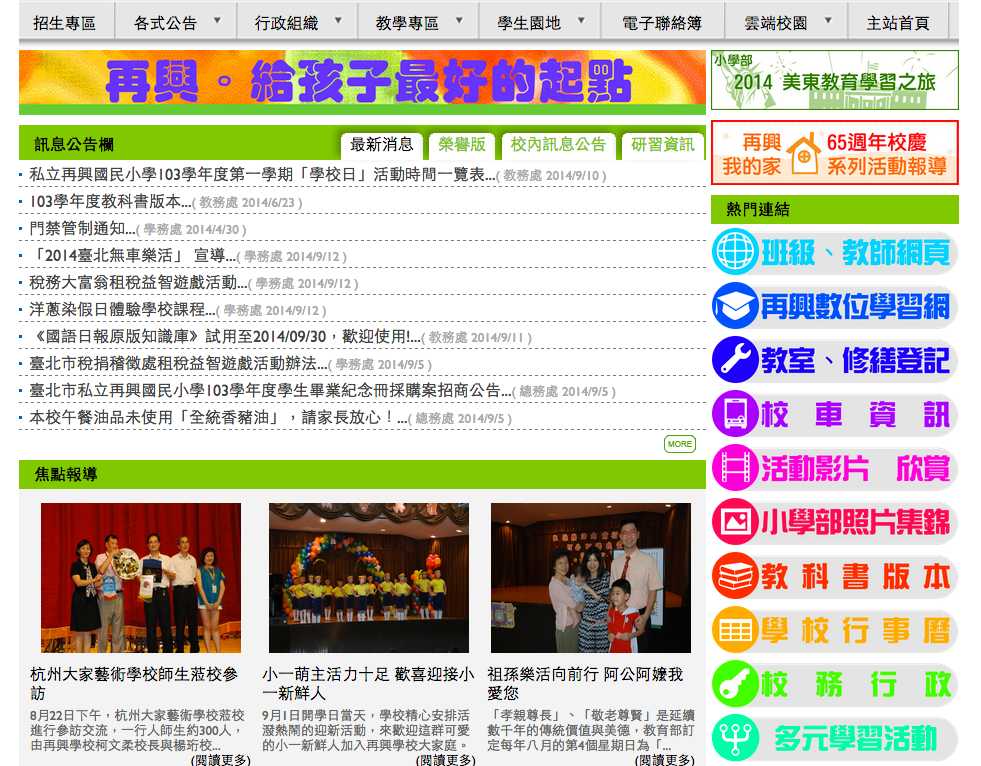 招生專區 各式公告 行政組織 教學專區 學生園地 電子聯絡簿 雲端校園 主站首頁
再興。給孩子最好的起點
小學部
2014 美東教育學習之旅
再興 我的家
65週年校慶
系列活動報導
訊息公告欄 最新消息 榮譽版 校內訊息公告 研習資訊
私立再興國民小學103學年度第一學期「學校日」活動時間一覽表...( 教務處 2014/9/10 )
103學年度教科書版本...( 教務處 2014/6/23 )
門禁管制通知...( 學務處 2014/4/30 )
「2014臺北無車樂活」 宣導...( 學務處 2014/9/12 )
稅務大富翁租稅益智遊戲活動...( 學務處 2014/9/12 )
洋蔥染假日體驗學校課程...( 學務處 2014/9/12 )
《國語日報原版知識庫》試用至2014/09/30，歡迎使用!...( 教務處 2014/9/11 )
臺北市稅捐稽徵處租稅益智遊戲活動辦法...( 學務處 2014/9/5 )
臺北市私立再興國民小學103學年度學生畢業紀念冊採購案招商公告...( 總務處 2014/9/5 )
本校午餐油品未使用「全統香豬油」，請家長放心！...( 總務處 2014/9/5 )
MORE
熱門連結
班級、教師網頁
再興數位學習網
教室、修繕登記
校車資訊
活動影片 欣賞
小學部照片集錦
教科書版本
學校行事曆
校務行政
多元學習活動
焦點報導
杭州大家藝術學校師生蒞校參
訪
8月22日下午，杭州大家藝術學校蒞校
進行參訪交流，一行人師生約300人，
由再興學校柯文柔校長與楊珩校...
(閱讀更多)
小一萌主活力十足 歡喜迎接小
一新鮮人
9月1日開學日當天，學校精心安排活
潑熱鬧的迎新活動，來歡迎這群可愛
的小一新鮮人加入再興學校大家庭。
(閱讀更多)
祖孫樂活向前行 阿公阿嬤我
愛您
「孝親尊長」、「敬老尊賢」是延續
數千年的傳統價值與美德，教育部訂
定每年八月的第4個星期日為「...
(閱讀更多)